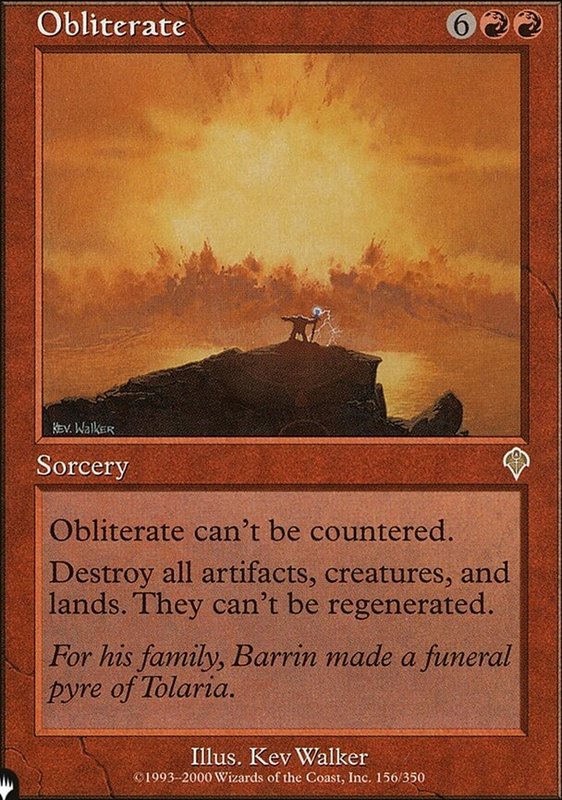 Obliterate 6
KEV. WALKER
Sorcery
Obliterate can't be countered.
Destroy all artifacts, creatures, and
lands. They can't be regenerated.
For his family, Barrin made a funeral
pyre of Tolaria.
Illus. Kev Walker
©1993–2000 Wizards of the Coast, Inc. 156/350